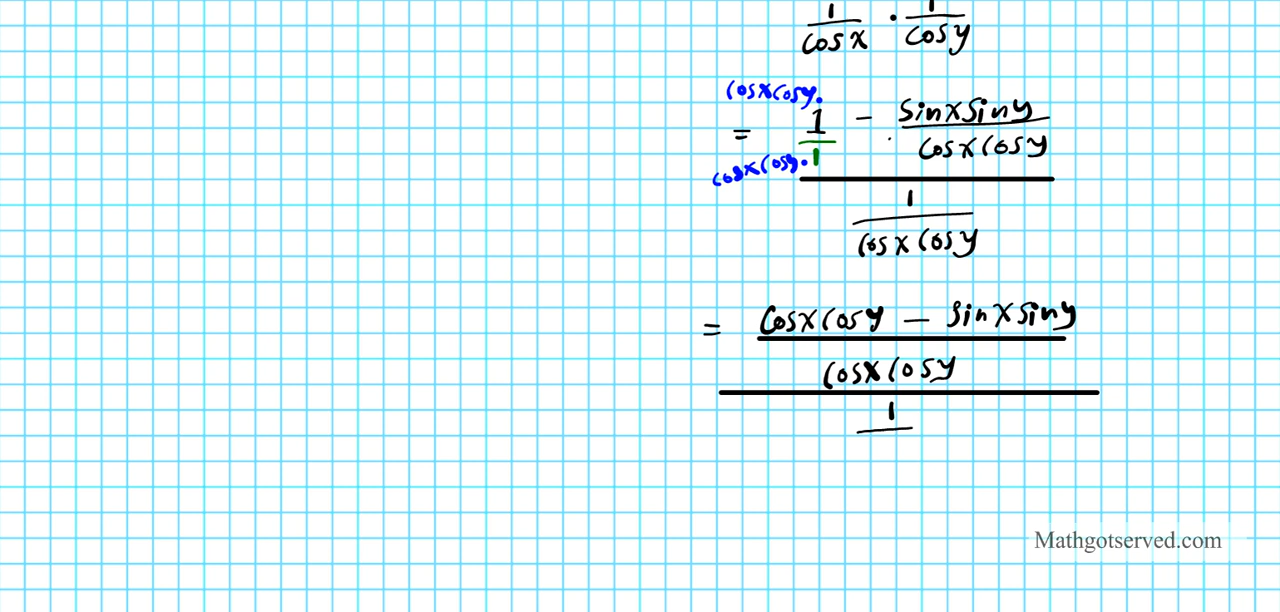 1 / cosx · 1 / cosy
cosxcosy·
= 1 - sinxsiny
cosxcosy· 1 cosxcosy
1
cosxcosy
= cosxcosy - sinxsiny
cosxcosy
1
Mathgotserved.com